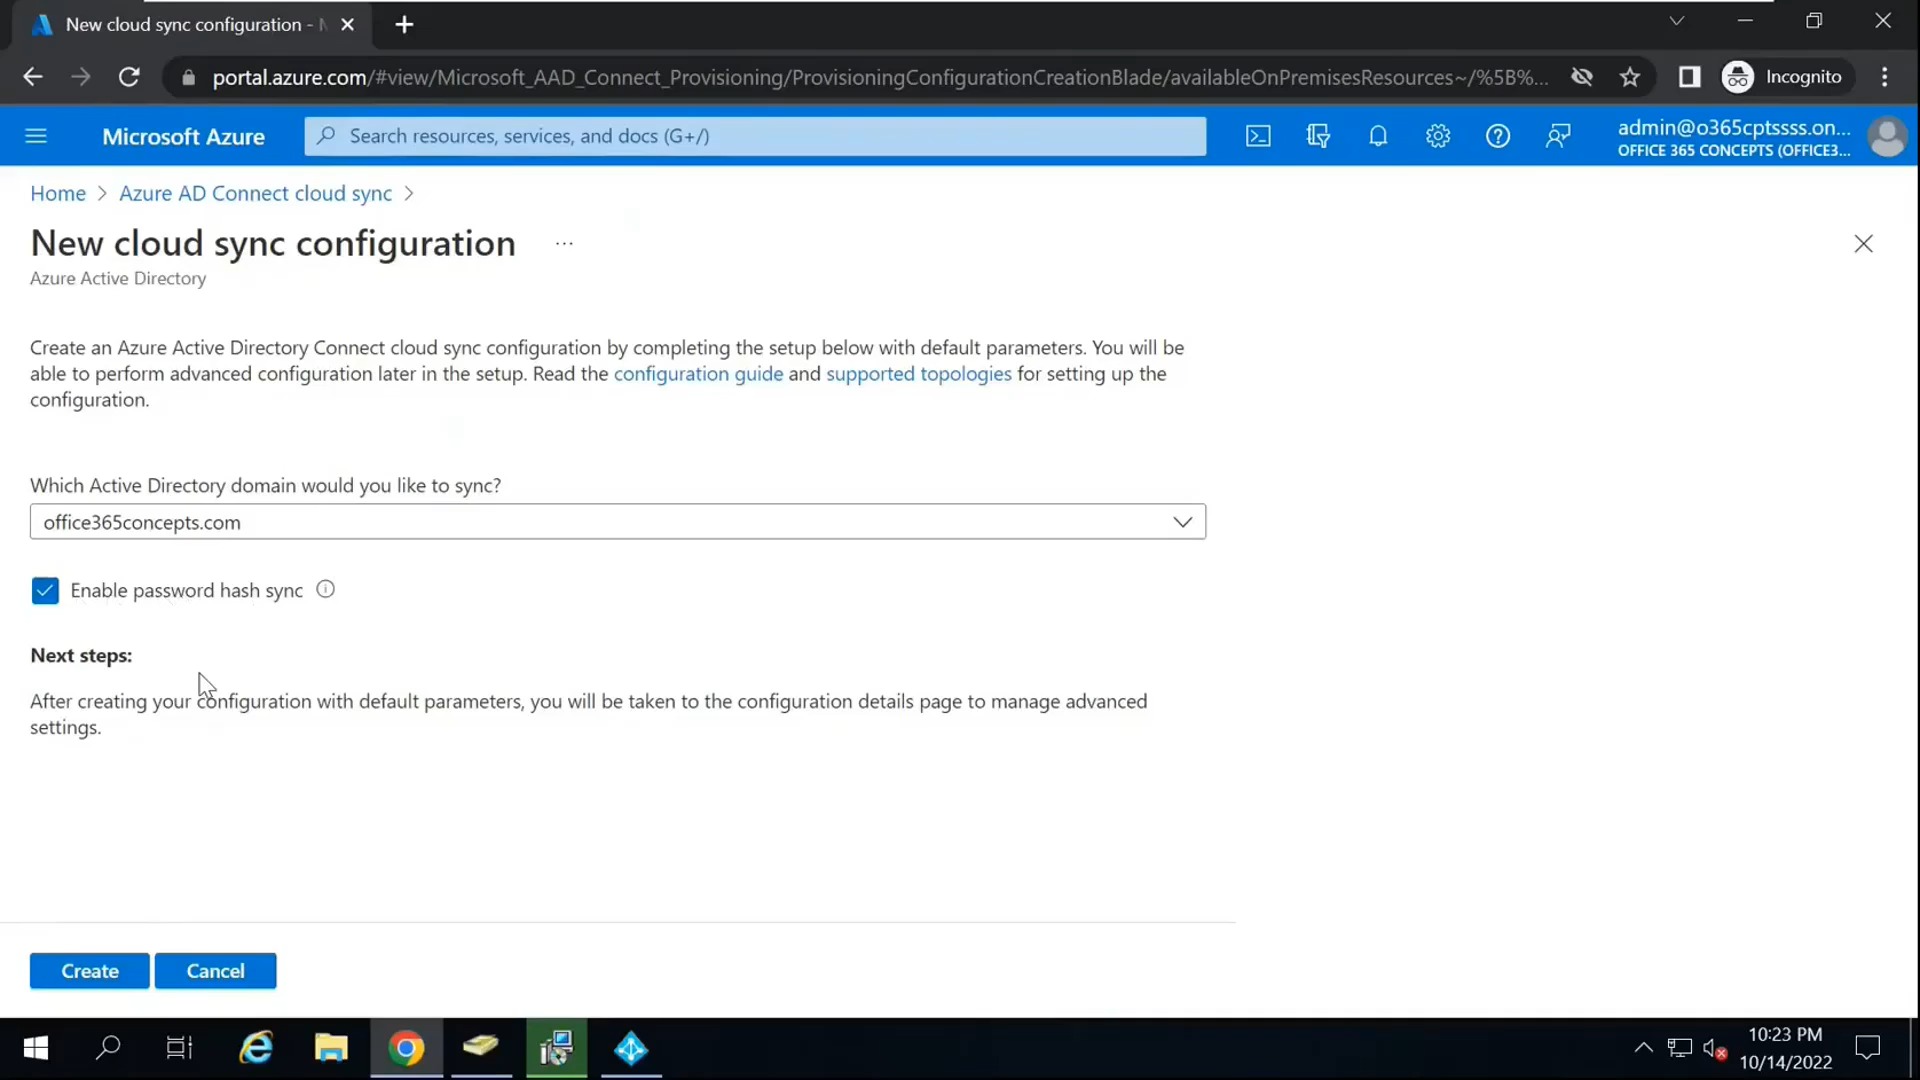 New cloud sync configuration - N
portal.azure.com/#view/Microsoft_AAD_Connect_Provisioning/ProvisioningConfigurationCreationBlade/availableOnPremisesResources~/%5B%...
Incognito
Microsoft Azure
Search resources, services, and docs (G+/)
admin@o365cptssss.on...
OFFICE 365 CONCEPTS (OFFICE3...
Home > Azure AD Connect cloud sync >
New cloud sync configuration ...
Azure Active Directory
Create an Azure Active Directory Connect cloud sync configuration by completing the setup below with default parameters. You will be
able to perform advanced configuration later in the setup. Read the configuration guide and supported topologies for setting up the
configuration.
Which Active Directory domain would you like to sync?
office365concepts.com
Enable password hash sync
Next steps:
After creating your configuration with default parameters, you will be taken to the configuration details page to manage advanced
settings.
Create Cancel
10:23 PM
10/14/2022